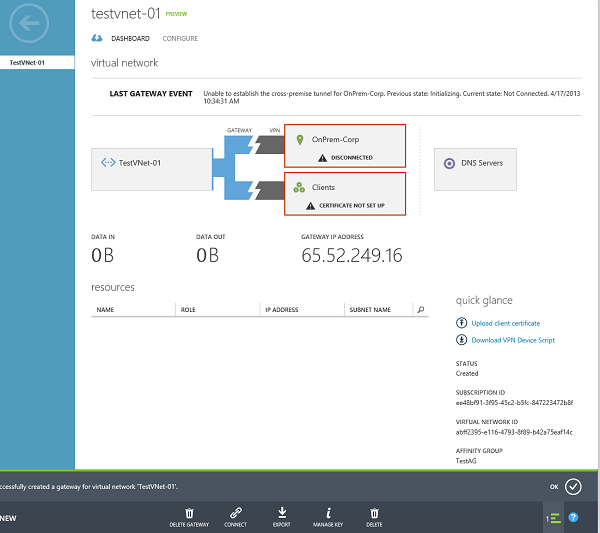 testvnet-01 PREVIEW
DASHBOARD CONFIGURE
TestVNet-01
virtual network
LAST GATEWAY EVENT Unable to establish the cross-premise tunnel for OnPrem-Corp. Previous state: Initializing. Current state: Not Connected. 4/17/2013
10:34:31 AM
GATEWAY VPN
OnPrem-Corp
DISCONNECTED
TestVNet-01
DNS Servers
Clients
CERTIFICATE NOT SET UP
DATA IN DATA OUT GATEWAY IP ADDRESS
0B 0B 65.52.249.16
resources
NAME ROLE IP ADDRESS SUBNET NAME
quick glance
Upload client certificate
Download VPN Device Script
STATUS
Created
SUBSCRIPTION ID
ee48bf91-3f95-45c2-b5fc-847223472b8f
VIRTUAL NETWORK ID
abff2395-e116-4793-8f89-b42a75eaf14c
AFFINITY GROUP
TestAG
ccessfully created a gateway for virtual network 'TestVNet-01'.
OK
NEW
DELETE GATEWAY CONNECT EXPORT MANAGE KEY DELETE
1
?